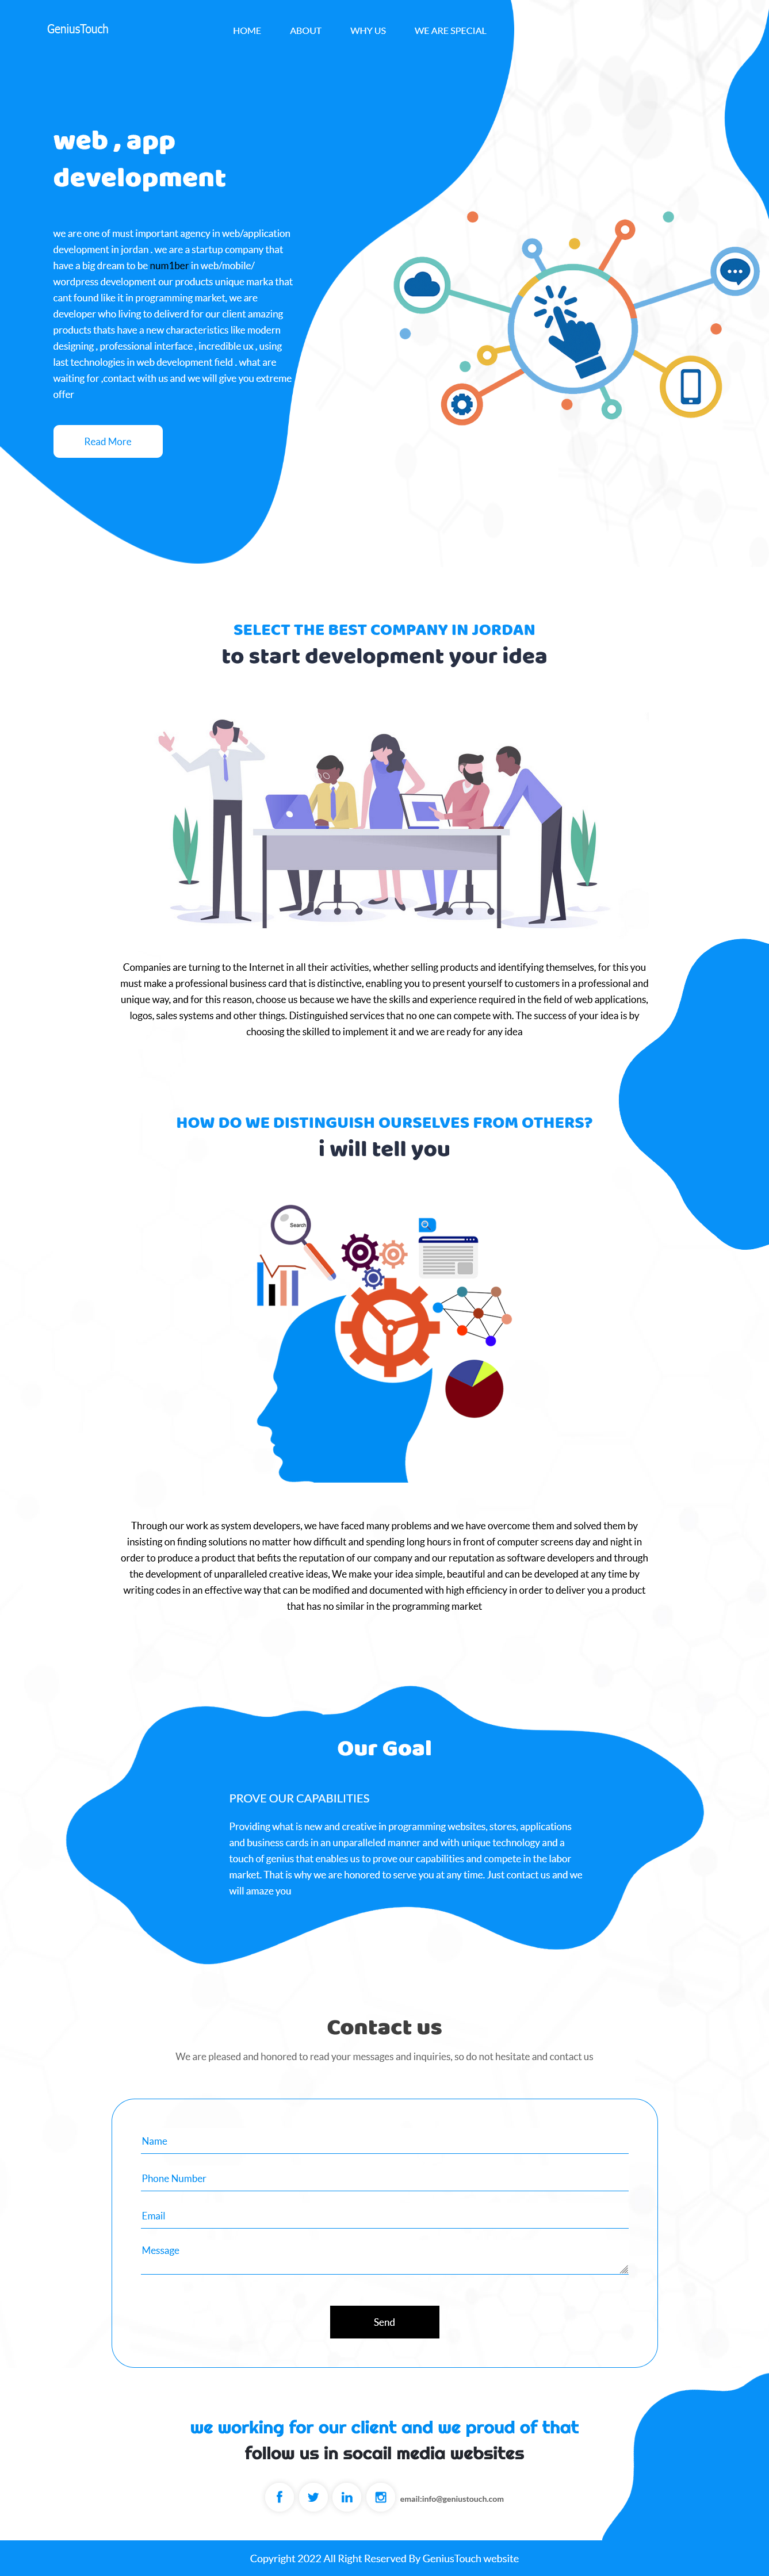 GeniusTouch
HOME ABOUT WHY US WE ARE SPECIAL
web , app
development
we are one of must important agency in web/application
development in jordan . we are a startup company that
have a big dream to be num1ber in web/mobile/
wordpress development our products unique marka that
cant found like it in programming market, we are
developer who living to deliverd for our client amazing
products thats have a new characteristics like modern
designing , professional interface , incredible ux , using
last technologies in web development field . what are
waiting for ,contact with us and we will give you extreme
offer
Read More
SELECT THE BEST COMPANY IN JORDAN
to start development your idea
Companies are turning to the Internet in all their activities, whether selling products and identifying themselves, for this you
must make a professional business card that is distinctive, enabling you to present yourself to customers in a professional and
unique way, and for this reason, choose us because we have the skills and experience required in the field of web applications,
logos, sales systems and other things. Distinguished services that no one can compete with. The success of your idea is by
choosing the skilled to implement it and we are ready for any idea
HOW DO WE DISTINGUISH OURSELVES FROM OTHERS?
i will tell you
Search
Through our work as system developers, we have faced many problems and we have overcome them and solved them by
insisting on finding solutions no matter how difficult and spending long hours in front of computer screens day and night in
order to produce a product that befits the reputation of our company and our reputation as software developers and through
the development of unparalleled creative ideas, We make your idea simple, beautiful and can be developed at any time by
writing codes in an effective way that can be modified and documented with high efficiency in order to deliver you a product
that has no similar in the programming market
Our Goal
PROVE OUR CAPABILITIES
Providing what is new and creative in programming websites, stores, applications
and business cards in an unparalleled manner and with unique technology and a
touch of genius that enables us to prove our capabilities and compete in the labor
market. That is why we are honored to serve you at any time. Just contact us and we
will amaze you
Contact us
We are pleased and honored to read your messages and inquiries, so do not hesitate and contact us
Name
Phone Number
Email
Message
Send
we working for our client and we proud of that
follow us in socail media websites
email:info@geniustouch.com
Copyright 2022 All Right Reserved By GeniusTouch website